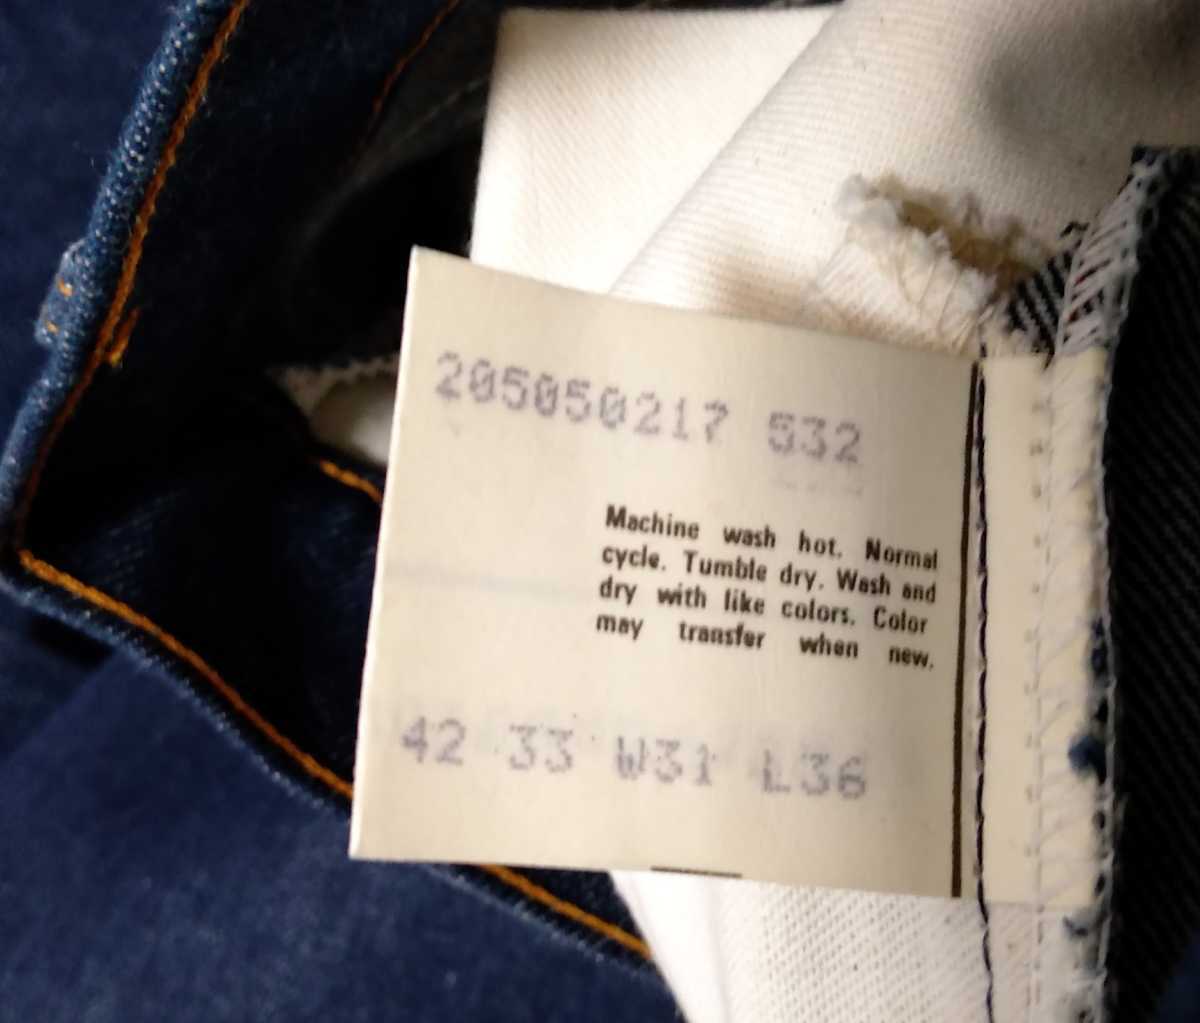 205050217 532
Machine wash hot. Normal
cycle. Tumble dry. Wash and
dry with like colors. Color
may transfer when new.
42 33 W31 L36